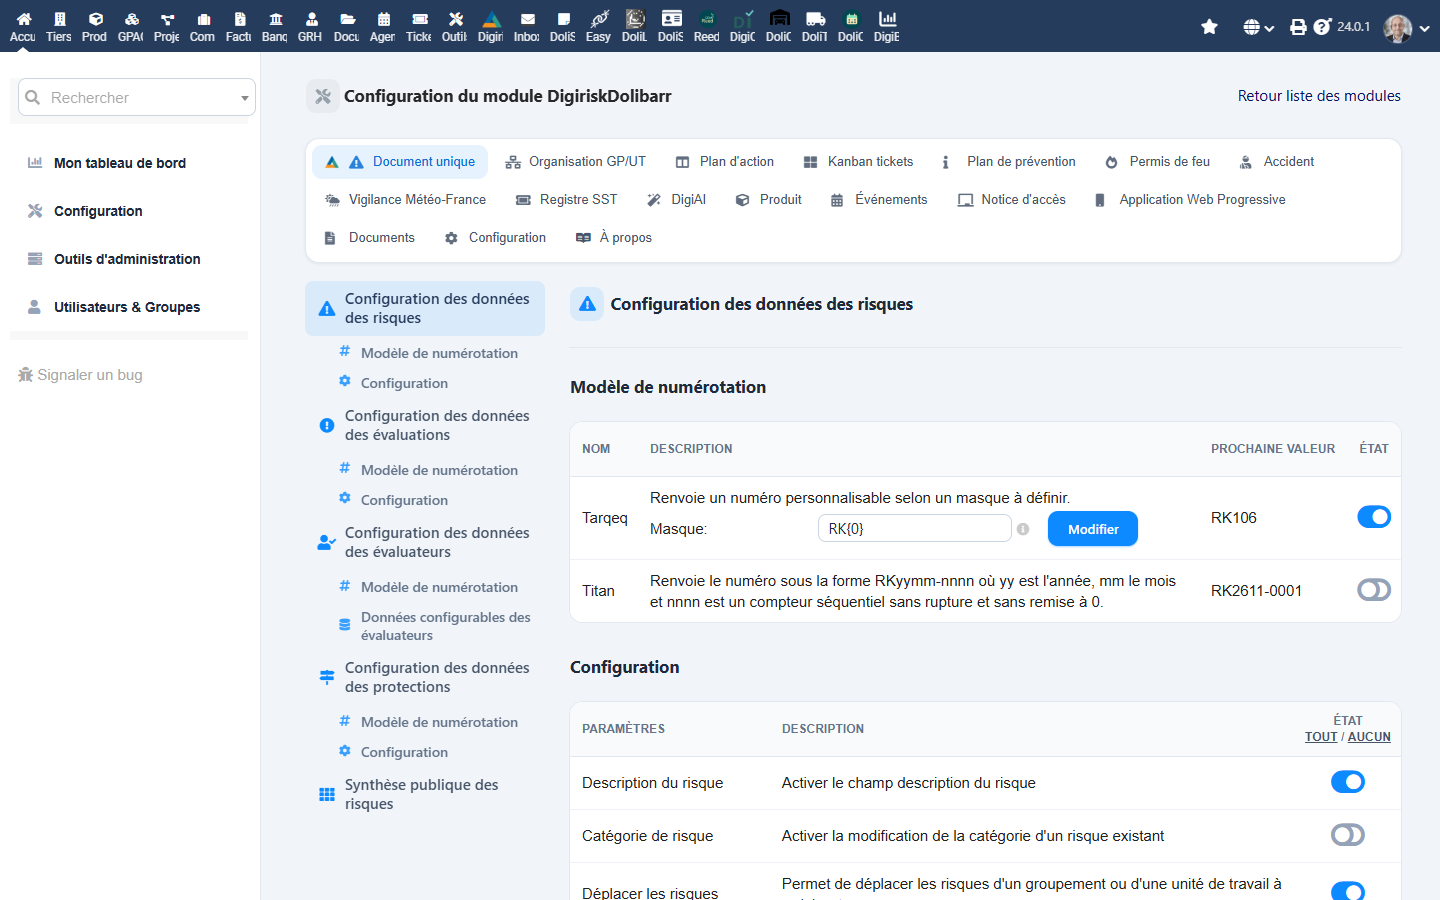 Accu
Tiers
Prod
GPA
Proje
Com
Factu
Banq
GRH
Docu
Agen
Ticke
Outil
Digiri
Inbox
DoliS
Easy
DoliL
DoliS
Reed
DigiC
DoliC
DoliT
DoliC
DigiE
24.0.1
Rechercher
Mon tableau de bord
Configuration
Outils d'administration
Utilisateurs & Groupes
Signaler un bug
Configuration du module DigiriskDolibarr
Retour liste des modules
Document unique
Organisation GP/UT
Plan d'action
Kanban tickets
Plan de prévention
Permis de feu
Accident
Vigilance Météo-France
Registre SST
DigiAI
Produit
Événements
Notice d'accès
Application Web Progressive
Documents
Configuration
À propos
Configuration des données
des risques
Modèle de numérotation
Configuration
Configuration des données
des évaluations
Modèle de numérotation
Configuration
Configuration des données
des évaluateurs
Modèle de numérotation
Données configurables des
évaluateurs
Configuration des données
des protections
Modèle de numérotation
Configuration
Synthèse publique des
risques
Configuration des données des risques
Modèle de numérotation
NOM DESCRIPTION PROCHAINE VALEUR ÉTAT
Renvoie un numéro personnalisable selon un masque à définir.
Tarqeq Masque: RK{0} Modifier RK106
Renvoie le numéro sous la forme RKyymm-nnnn où yy est l'année, mm le mois
Titan RK2611-0001
et nnnn est un compteur séquentiel sans rupture et sans remise à 0.
Configuration
PARAMÈTRES DESCRIPTION ÉTAT
TOUT / AUCUN
Description du risque Activer le champ description du risque
Catégorie de risque Activer la modification de la catégorie d'un risque existant
Déplacer les risques Permet de déplacer les risques d'un groupement ou d'une unité de travail à